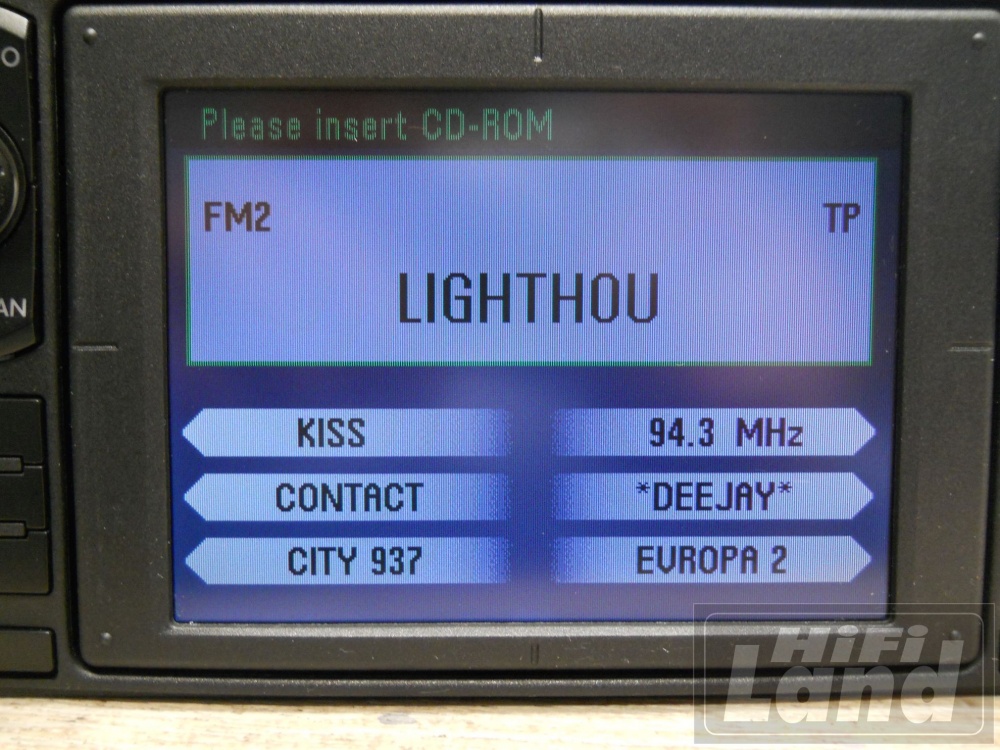 O
Please insert CD-ROM
FM2 TP
LIGHTHOU
AN
KISS 94.3 MHz
CONTACT *DEEJAY*
CITY 937 EVROPA 2
HiFi
Land